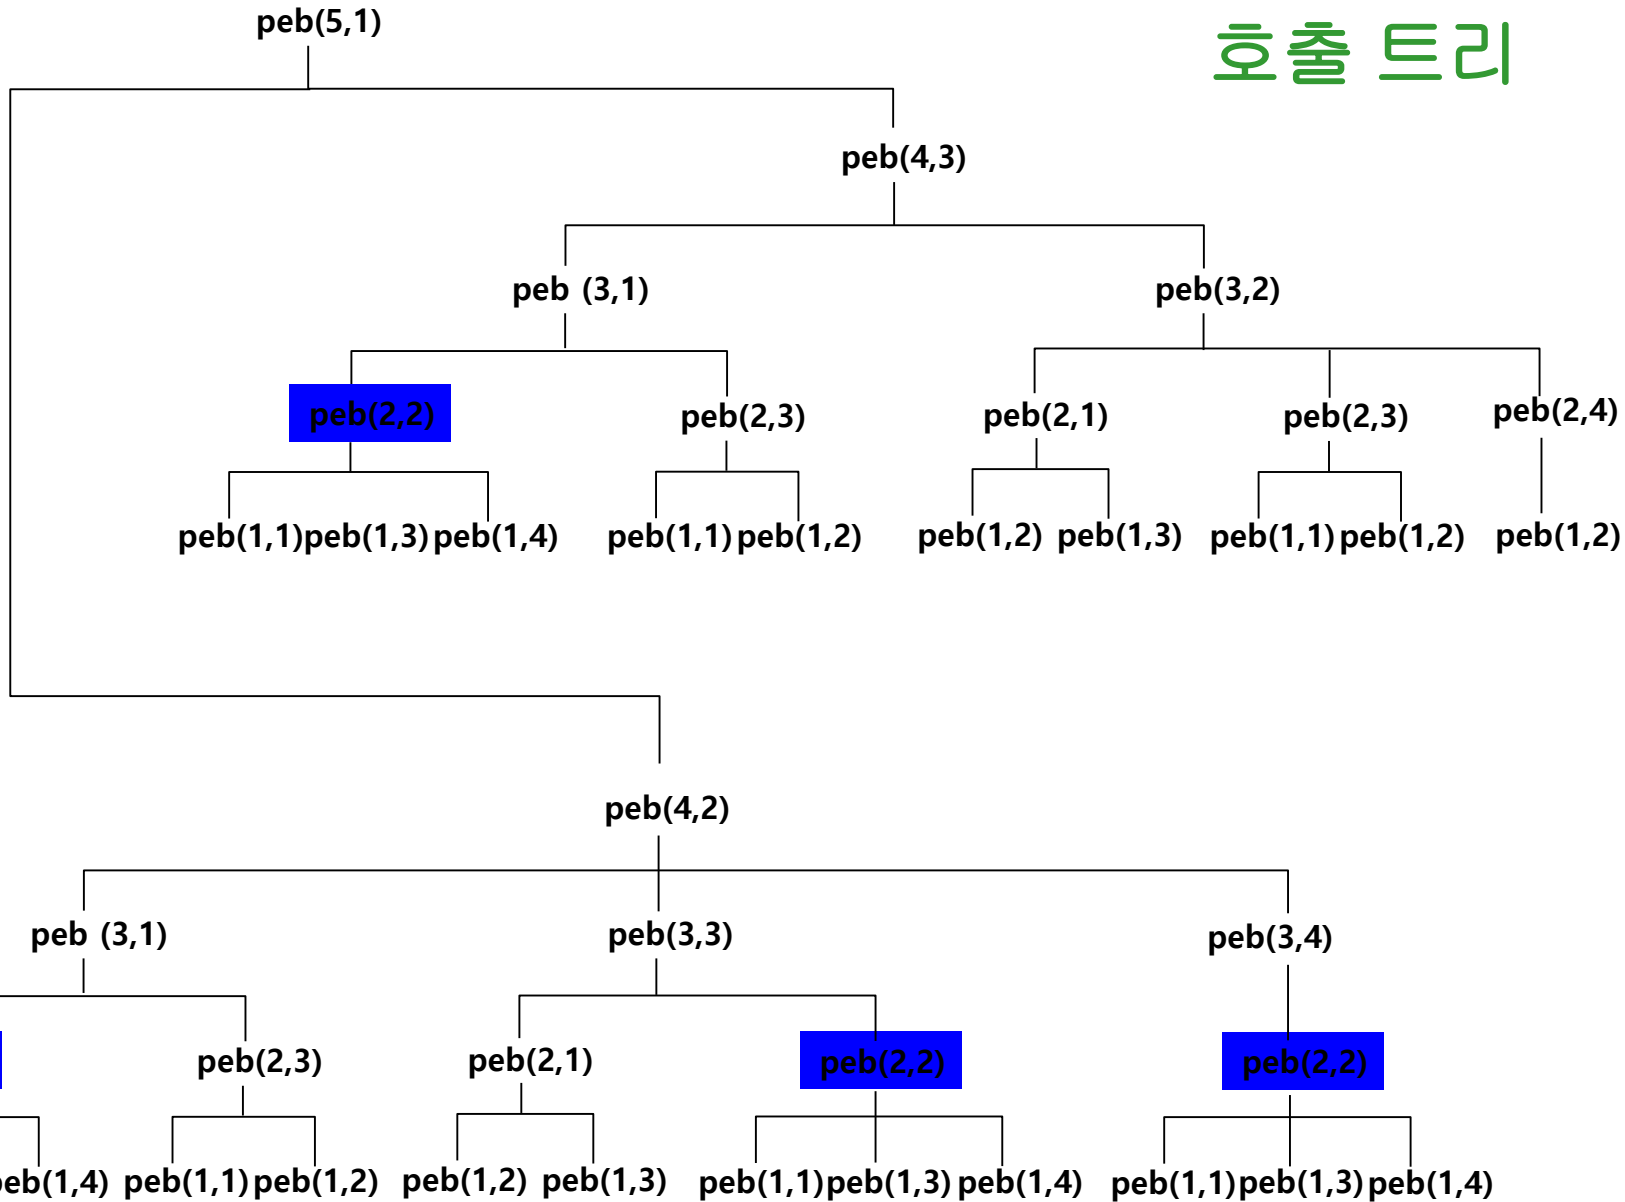 peb(5,1)
호출 트리
peb(4,3)
peb (3,1)
peb(3,2)
peb(2,2)
peb(2,3)
peb(2,1)
peb(2,3)
peb(2,4)
peb(1,1) peb(1,3) peb(1,4)
peb(1,1) peb(1,2)
peb(1,2) peb(1,3)
peb(1,1) peb(1,2)
peb(1,2)
peb(4,2)
peb (3,1)
peb(3,3)
peb(3,4)
peb(2,3)
peb(2,1)
peb(2,2)
peb(2,2)
peb(1,4)
peb(1,1) peb(1,2)
peb(1,2) peb(1,3)
peb(1,1) peb(1,3) peb(1,4)
peb(1,1) peb(1,3) peb(1,4)